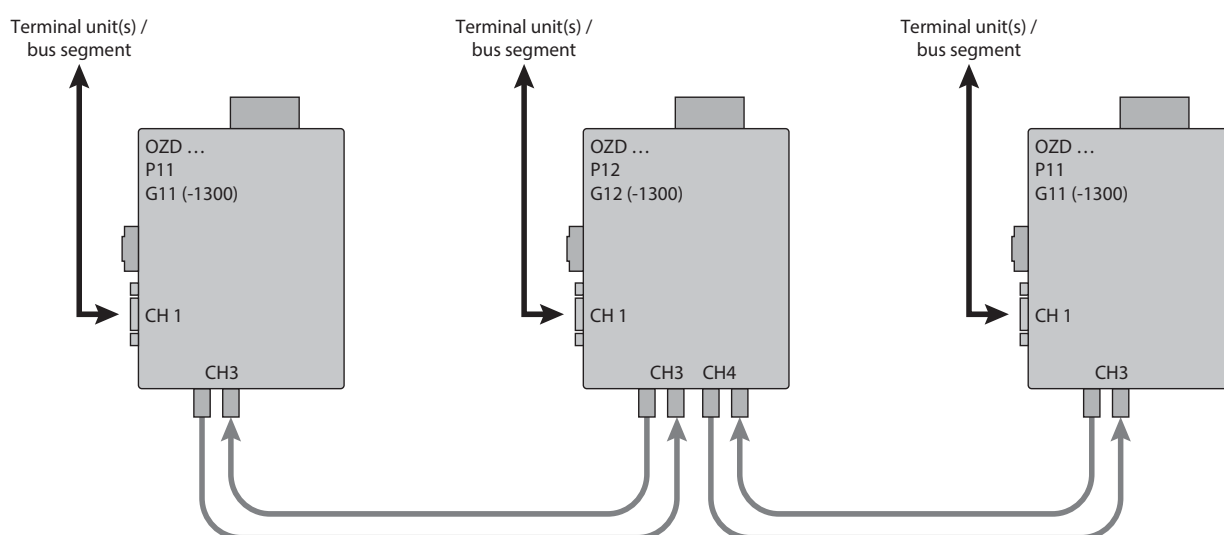 Terminal unit(s) /
bus segment
Terminal unit(s) /
bus segment
Terminal unit(s) /
bus segment
OZD …
P11
G11 (-1300)
CH 1
CH3
OZD …
P12
G12 (-1300)
CH 1
CH3 CH4
OZD …
P11
G11 (-1300)
CH 1
CH3